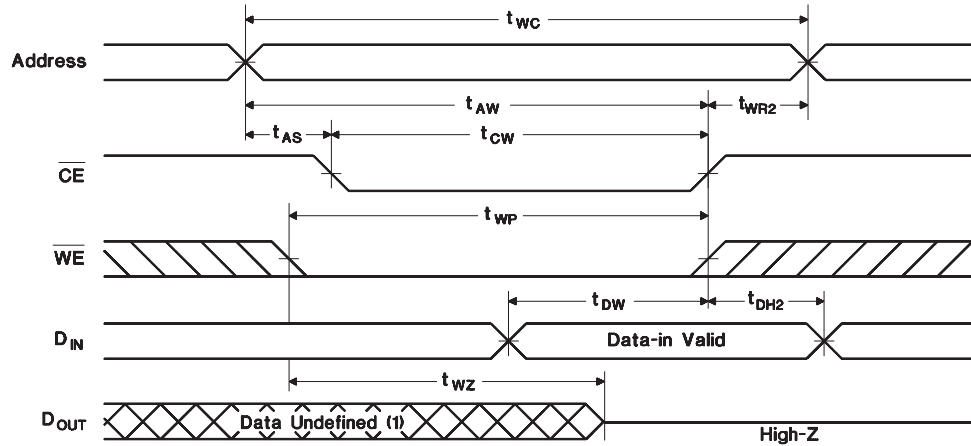 tWC
Address
tAW
tWR2
tAS
tCW
CE
tWP
WE
tDW
tDH2
DIN
Data-in Valid
tWZ
DOUT
Data Undefined (1)
High-Z